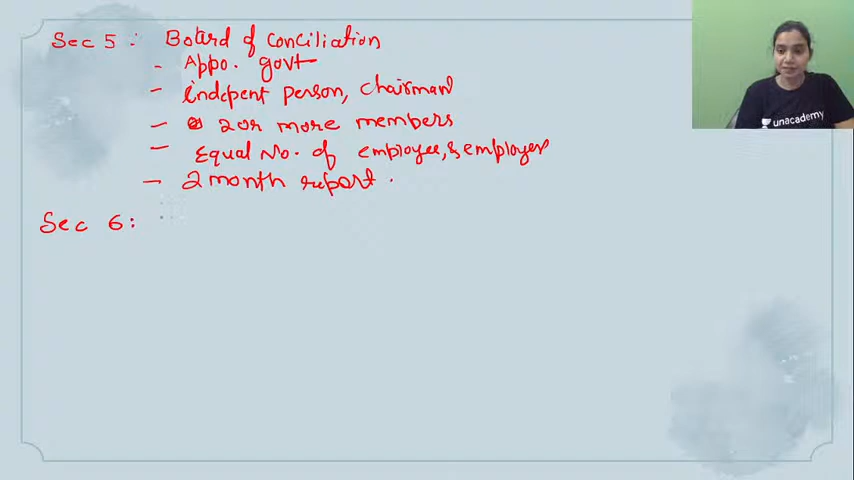 Sec 5 : Board of conciliation
- Appo. govt
- indepent person, chairman
- 2 or more members
- Equal No. of employee, & employer
- 2 month report .
Sec 6 :
unacademy